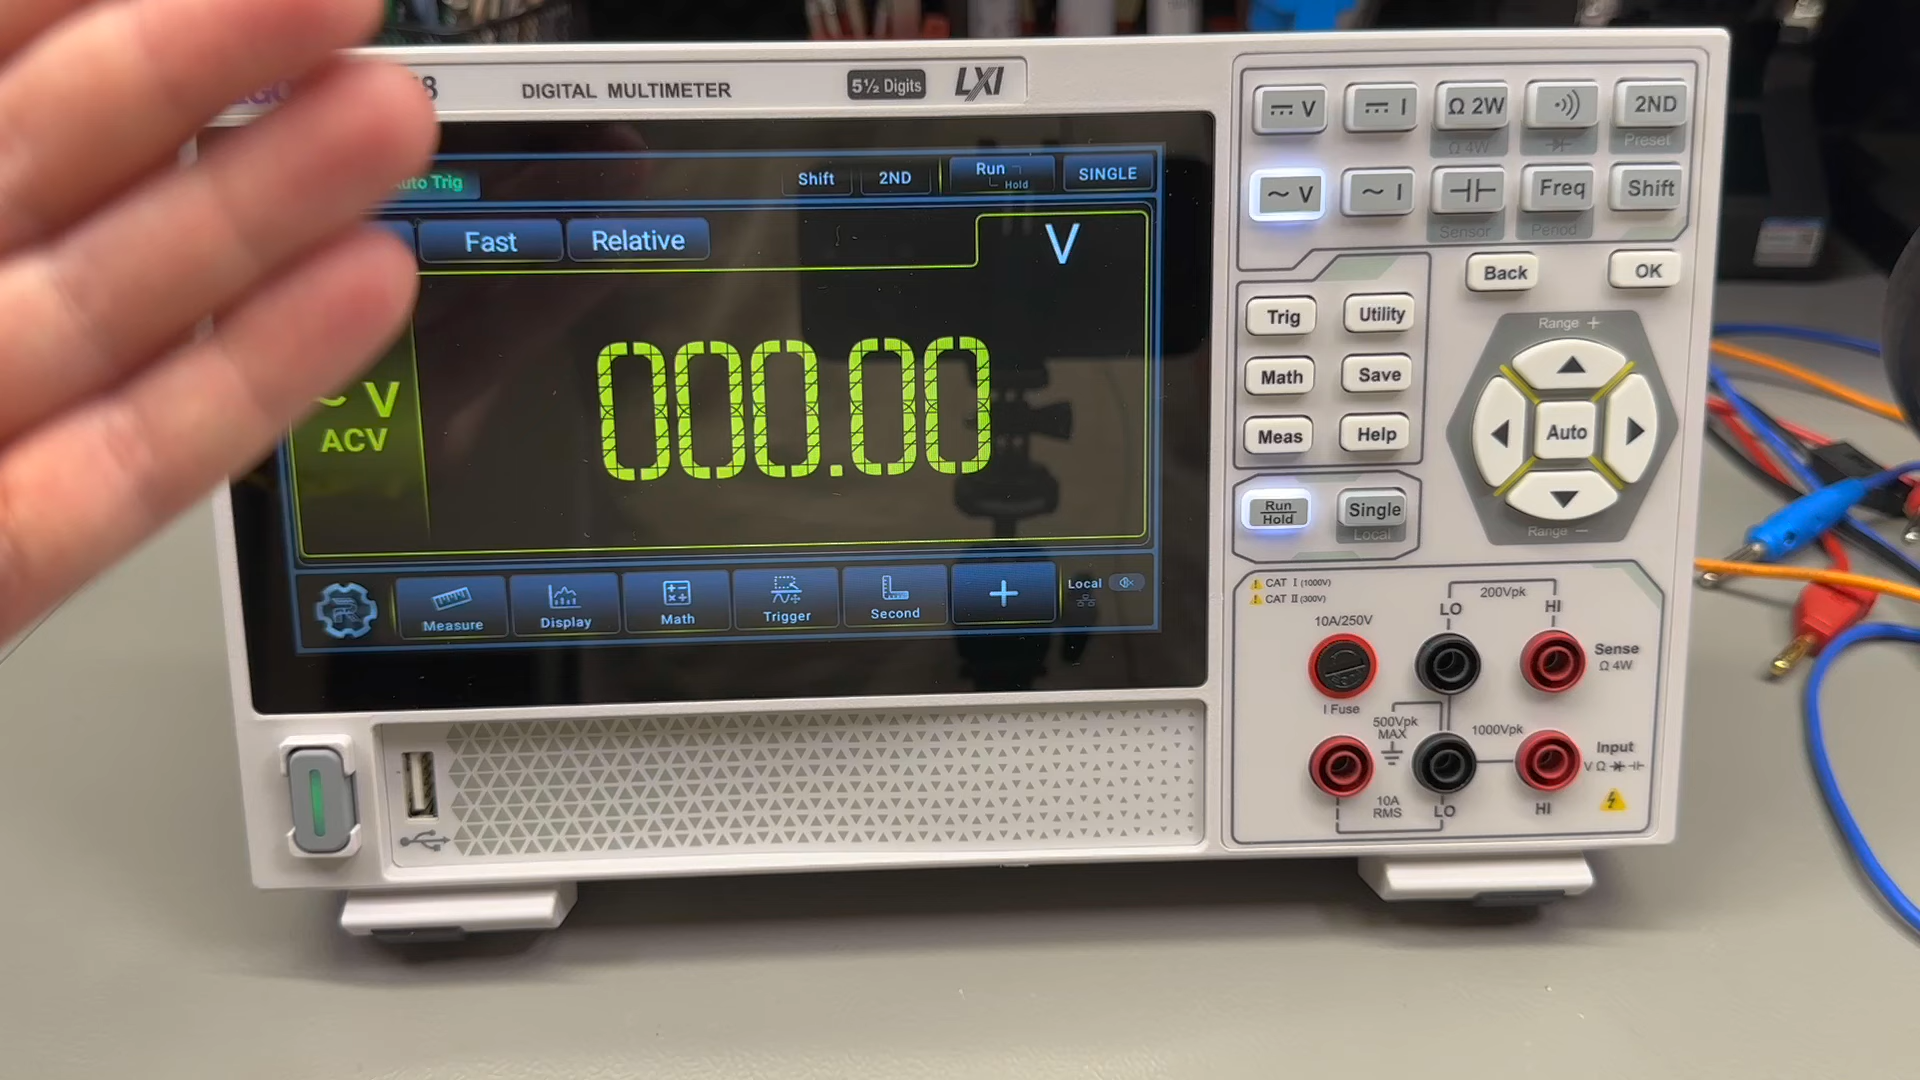 8 DIGITAL MULTIMETER 5½ Digits LXI
Auto Trig Shift 2ND Run Hold SINGLE
Fast Relative V
000.00
~ V
ACV
Measure Display Math Trigger Second + Local
⎓ V ⎓ I Ω 2W 2ND
Ω 4W Preset
~ V ~ I Freq Shift
Sensor Period
Back OK
Trig Utility
Math Save
Meas Help
Run
Hold
Single
Local
Range +
Auto
Range −
CAT I (1000V)
CAT II (300V)
200Vpk
LO HI
10A/250V
Sense
Ω 4W
I Fuse
500Vpk
MAX
1000Vpk
Input
V Ω
10A
RMS
LO HI